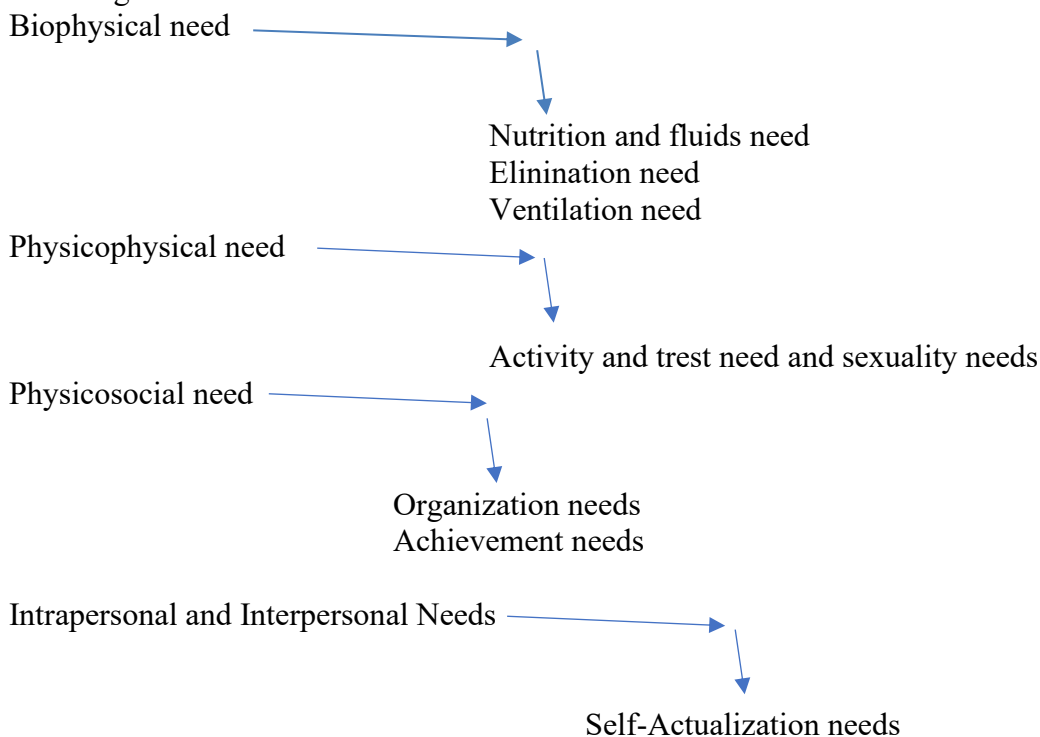 Biophysical need
Nutrition and fluids need
Elinination need
Ventilation need
Physicophysical need
Activity and trest need and sexuality needs
Physicosocial need
Organization needs
Achievement needs
Intrapersonal and Interpersonal Needs
Self-Actualization needs